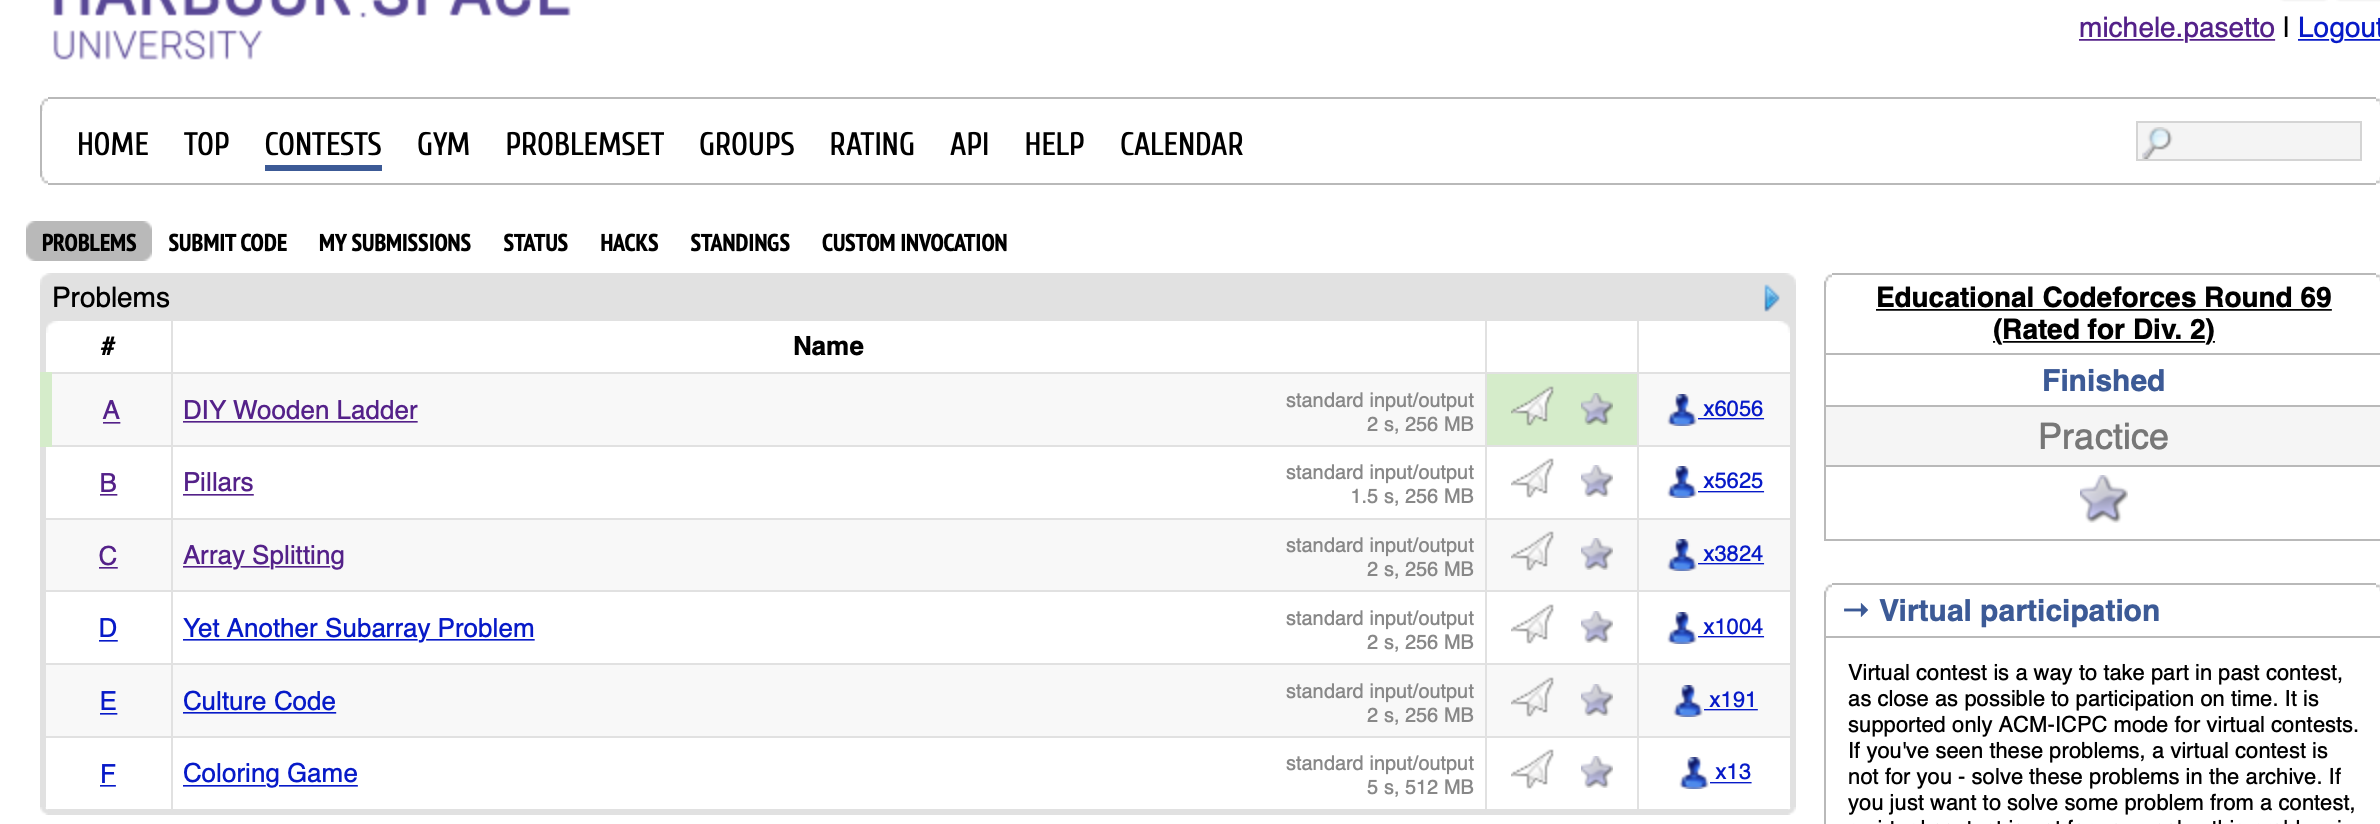 HARBOUR.SPACE
UNIVERSITY
michele.pasetto | Logout
HOME TOP CONTESTS GYM PROBLEMSET GROUPS RATING API HELP CALENDAR
PROBLEMS SUBMIT CODE MY SUBMISSIONS STATUS HACKS STANDINGS CUSTOM INVOCATION
Problems
# Name
A DIY Wooden Ladder standard input/output
2 s, 256 MB x6056
B Pillars standard input/output
1.5 s, 256 MB x5625
C Array Splitting standard input/output
2 s, 256 MB x3824
D Yet Another Subarray Problem standard input/output
2 s, 256 MB x1004
E Culture Code standard input/output
2 s, 256 MB x191
F Coloring Game standard input/output
5 s, 512 MB x13
Educational Codeforces Round 69
(Rated for Div. 2)
Finished
Practice
→ Virtual participation
Virtual contest is a way to take part in past contest,
as close as possible to participation on time. It is
supported only ACM-ICPC mode for virtual contests.
If you've seen these problems, a virtual contest is
not for you - solve these problems in the archive. If
you just want to solve some problem from a contest,